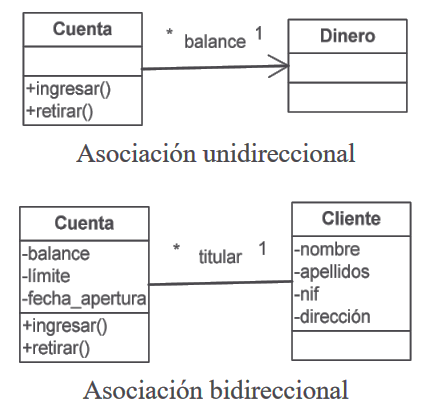 Cuenta
* balance 1
Dinero
+ingresar()
+retirar()
Asociación unidireccional
Cuenta
-balance
-límite
-fecha_apertura
+ingresar()
+retirar()
* titular 1
Cliente
-nombre
-apellidos
-nif
-dirección
Asociación bidireccional